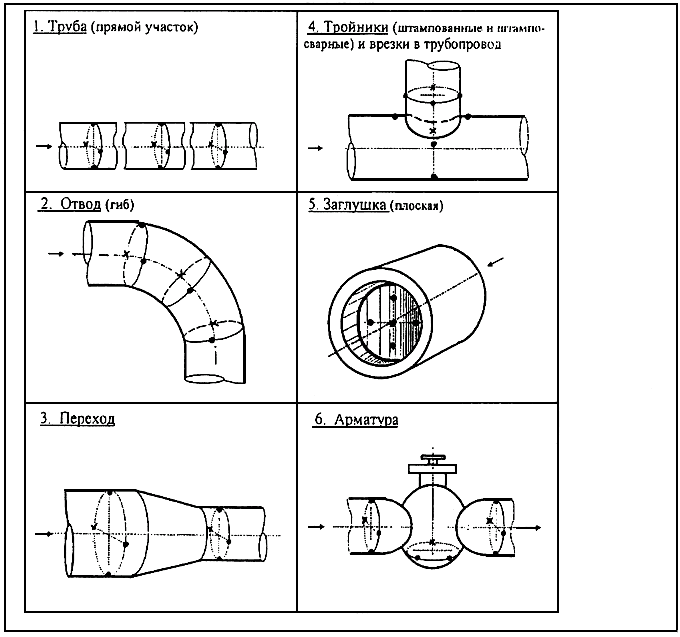 1. Труба (прямой участок)
4. Тройники (штампованные и штампо-
сварные) и врезки в трубопровод
2. Отвод (гиб)
5. Заглушка (плоская)
3. Переход
6. Арматура